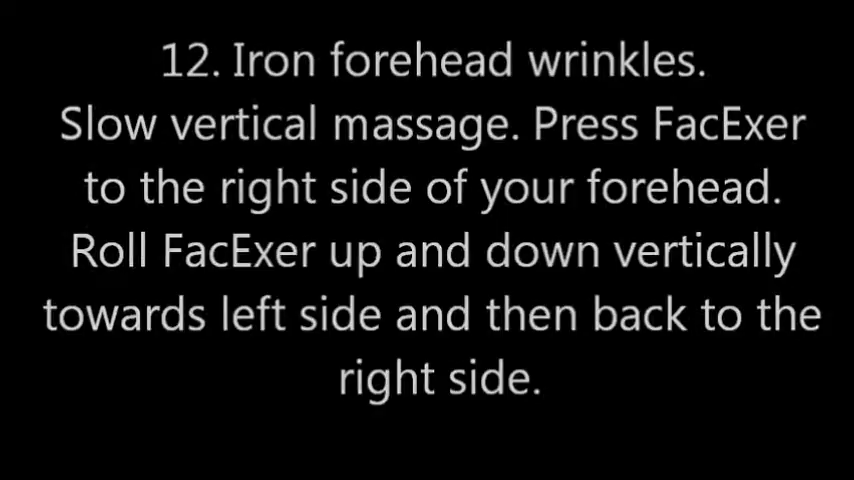 12. Iron forehead wrinkles.
Slow vertical massage. Press FacExer
to the right side of your forehead.
Roll FacExer up and down vertically
towards left side and then back to the
right side.